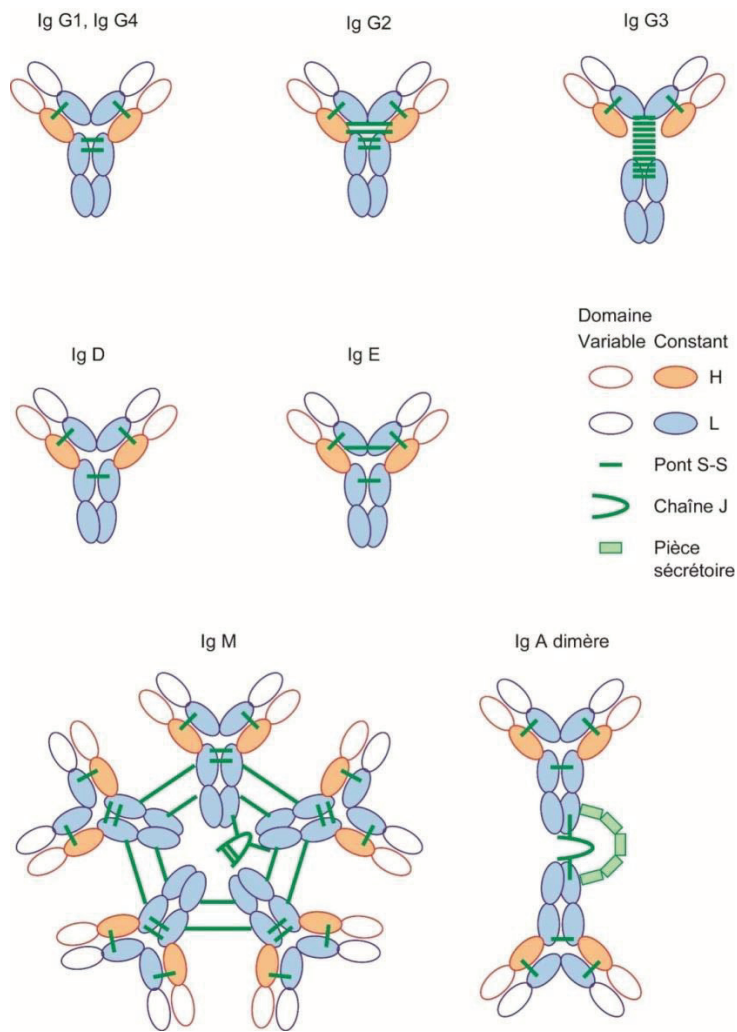 Ig G1, Ig G4
Ig G2
Ig G3
Ig D
Ig E
Domaine
Variable Constant
H
L
Pont S-S
Chaîne J
Pièce
sécrétoire
Ig M
Ig A dimère